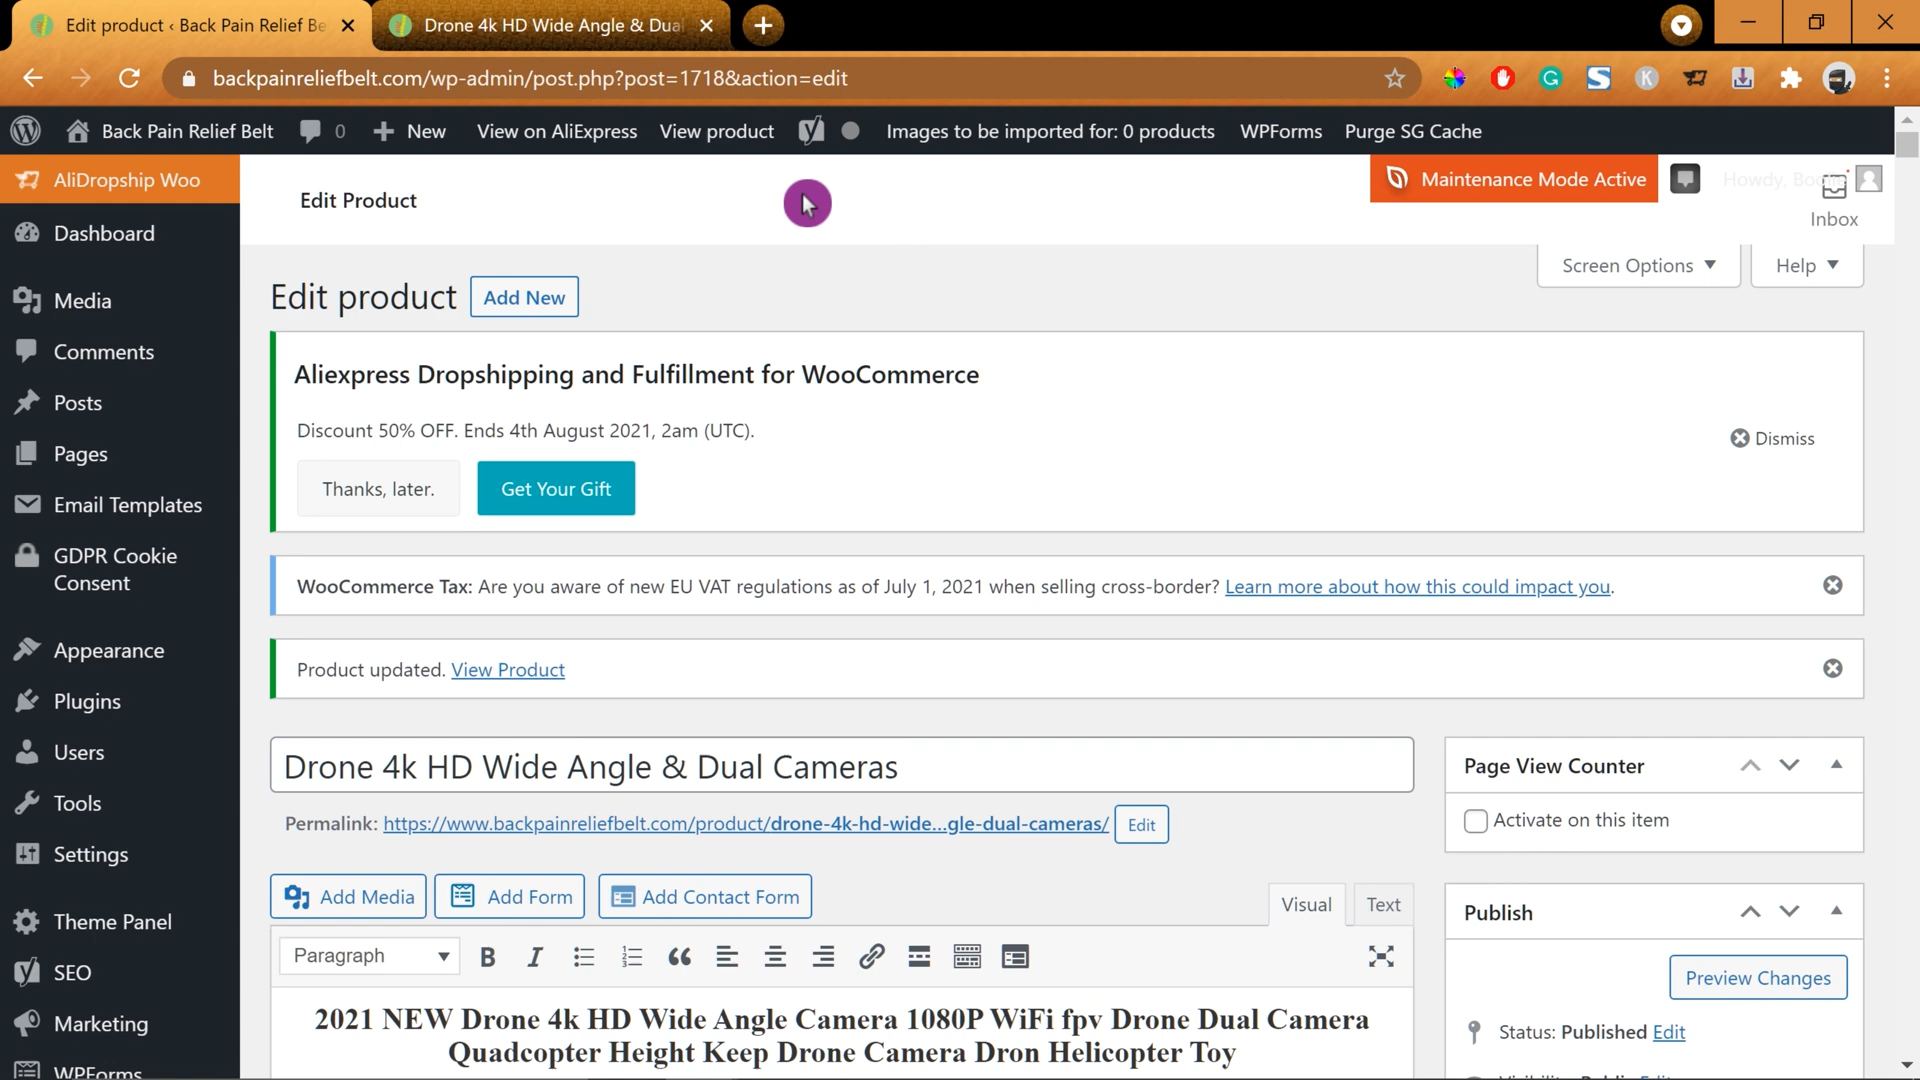 Edit product ‹ Back Pain Relief Be
Drone 4k HD Wide Angle & Dual
backpainreliefbelt.com/wp-admin/post.php?post=1718&action=edit
Back Pain Relief Belt 0 New View on AliExpress View product Images to be imported for: 0 products WPForms Purge SG Cache
AliDropship Woo
Dashboard
Media
Comments
Posts
Pages
Email Templates
GDPR Cookie
Consent
Appearance
Plugins
Users
Tools
Settings
Theme Panel
SEO
Marketing
WPForms
Edit Product
Maintenance Mode Active
Howdy,
Inbox
Screen Options
Help
Edit product
Add New
Aliexpress Dropshipping and Fulfillment for WooCommerce
Discount 50% OFF. Ends 4th August 2021, 2am (UTC).
Dismiss
Thanks, later.
Get Your Gift
WooCommerce Tax: Are you aware of new EU VAT regulations as of July 1, 2021 when selling cross-border? Learn more about how this could impact you.
Product updated. View Product
Drone 4k HD Wide Angle & Dual Cameras
Permalink: https://www.backpainreliefbelt.com/product/drone-4k-hd-wide...gle-dual-cameras/ Edit
Add Media
Add Form
Add Contact Form
Visual
Text
Paragraph
2021 NEW Drone 4k HD Wide Angle Camera 1080P WiFi fpv Drone Dual Camera
Quadcopter Height Keep Drone Camera Dron Helicopter Toy
Page View Counter
Activate on this item
Publish
Preview Changes
Status: Published Edit